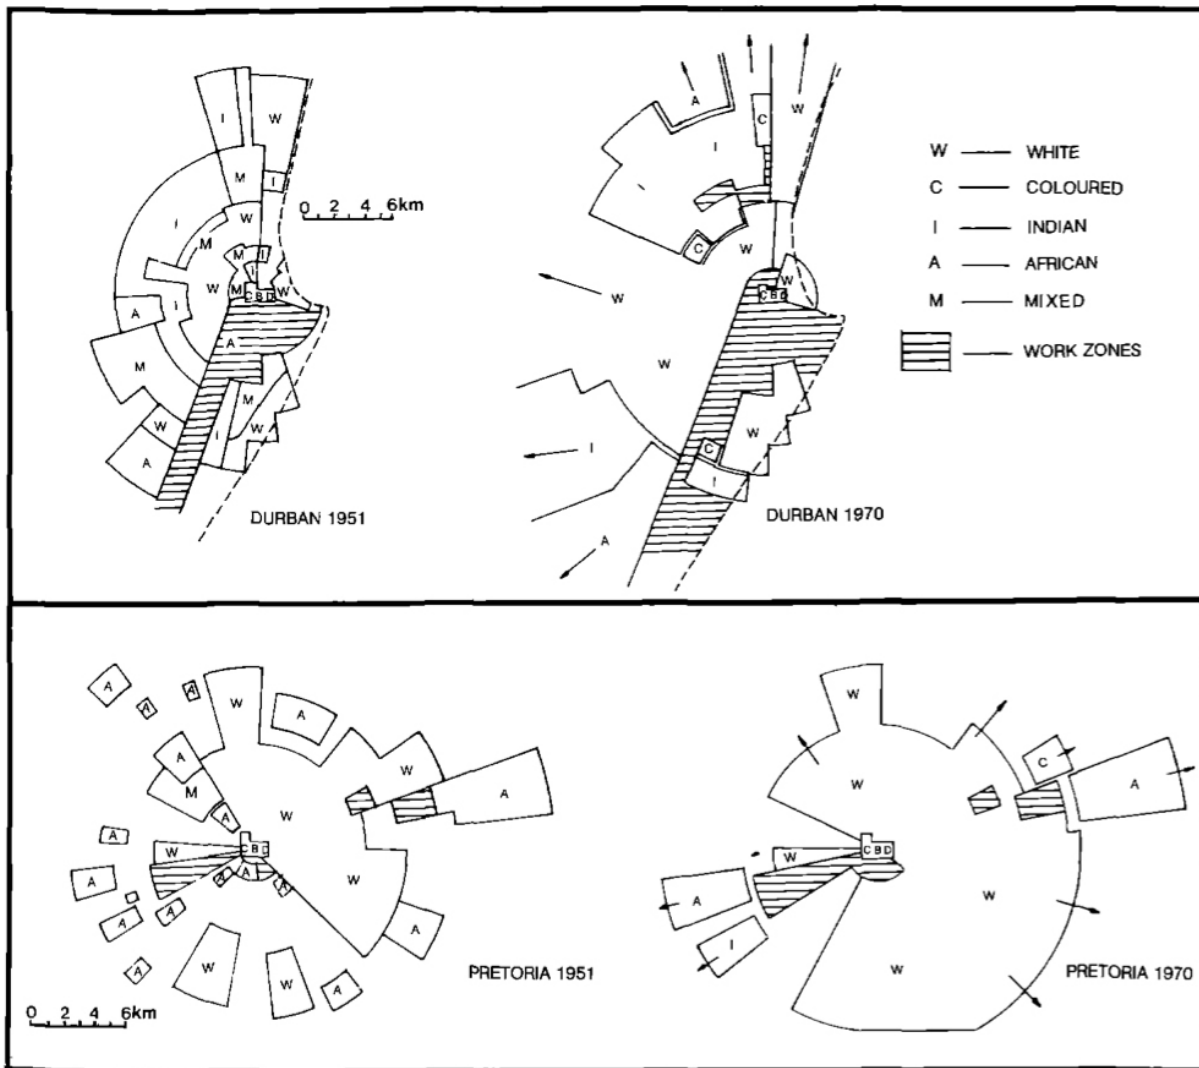 I W
M I
W
I M
M I
I
W M C B D W
A I
A
M
M
W I W
A
0 2 4 6km
DURBAN 1951
A C W
I
I
C W
W
C B D W
W
W
C
I I
A
DURBAN 1970
W WHITE
C COLOURED
I INDIAN
A AFRICAN
M MIXED
WORK ZONES
A A A W A
A W
M A
A W
A W C B D
A A A A W
A A
A
A W W A
0 2 4 6km
PRETORIA 1951
W
C
W A
W C B D
A W
I
W
PRETORIA 1970